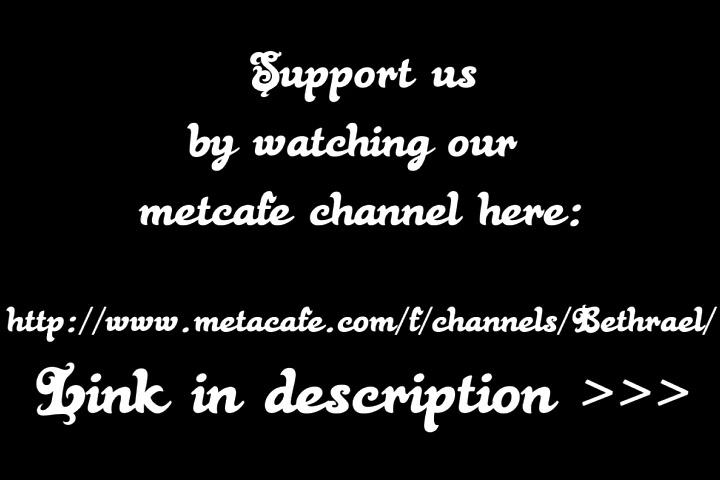 Support us
by watching our
metcafe channel here:
http://www.metacafe.com/f/channels/Bethrael/
Link in description >>>